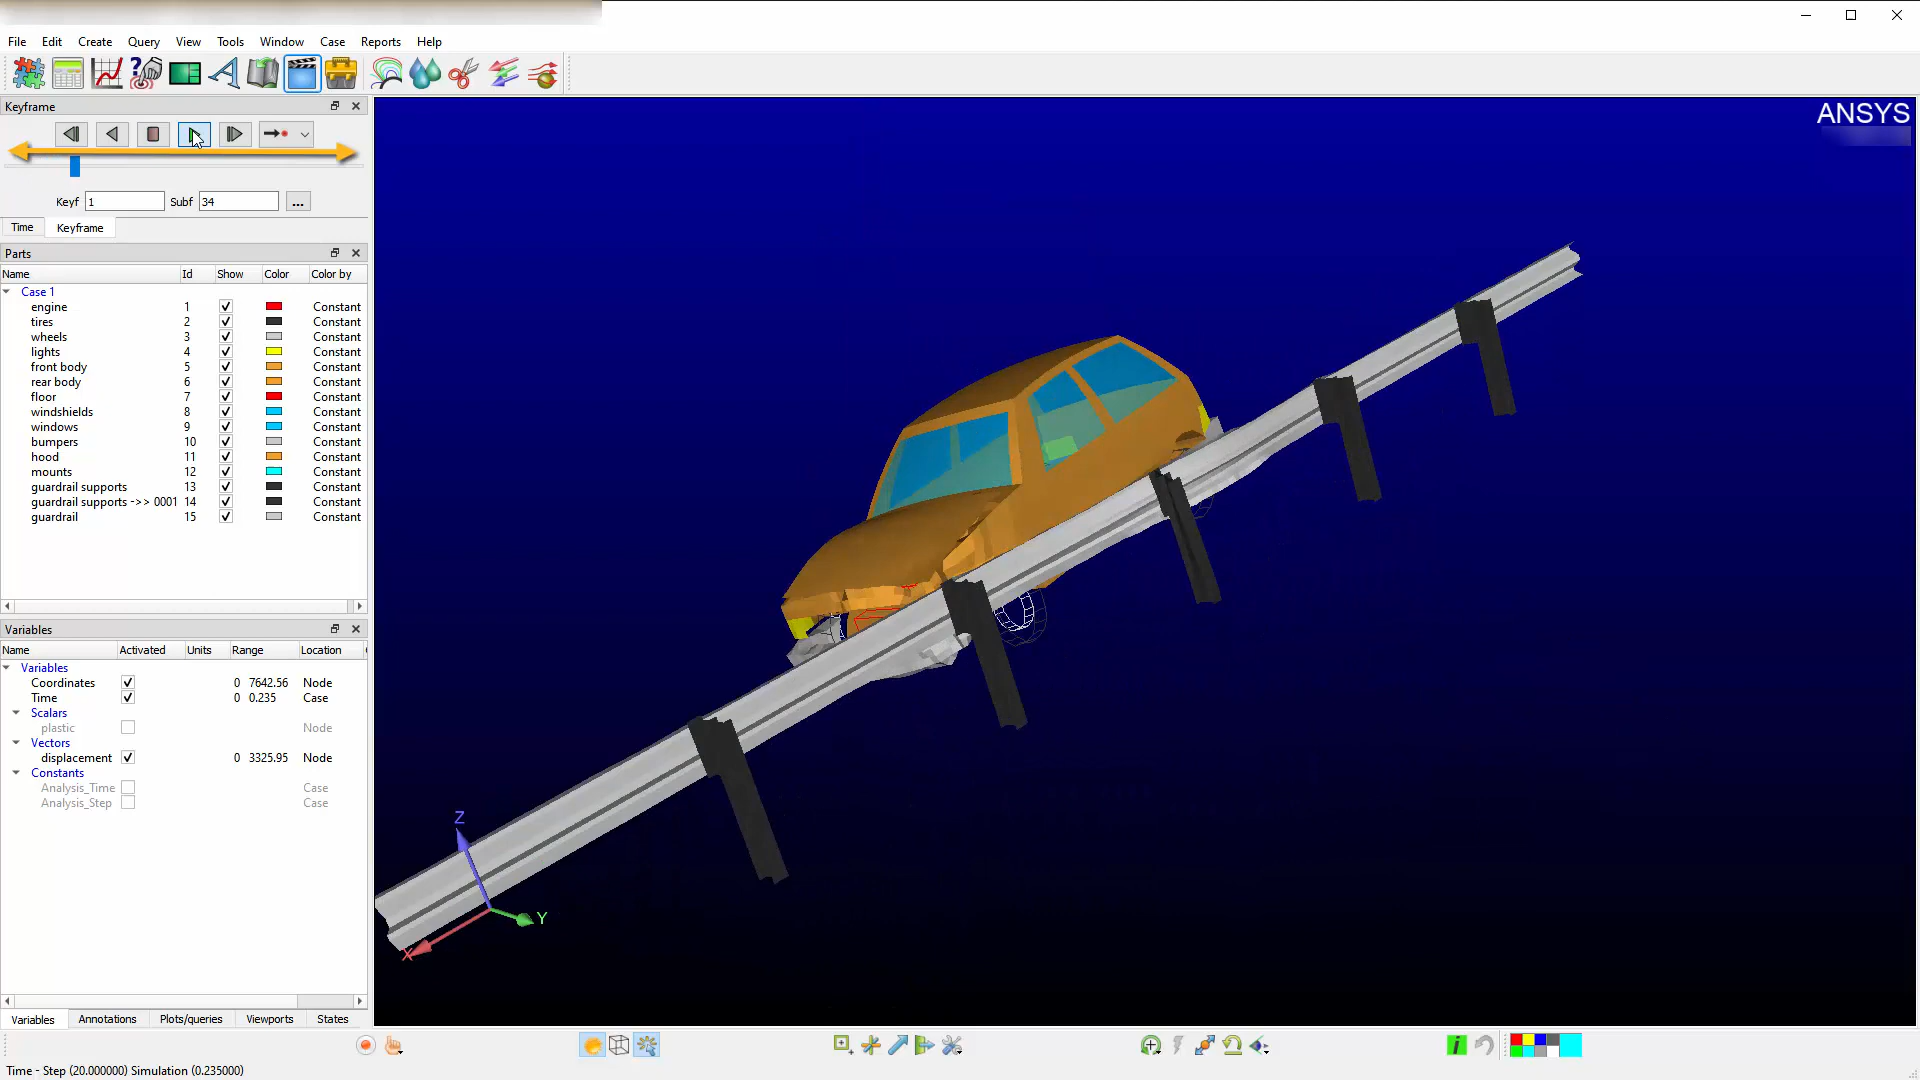 File Edit Create Query View Tools Window Case Reports Help
Keyframe
Keyf 1 Subf 34 ...
Time Keyframe
Parts
Name Id Show Color Color by
Case 1
engine 1 Constant
tires 2 Constant
wheels 3 Constant
lights 4 Constant
front body 5 Constant
rear body 6 Constant
floor 7 Constant
windshields 8 Constant
windows 9 Constant
bumpers 10 Constant
hood 11 Constant
mounts 12 Constant
guardrail supports 13 Constant
guardrail supports ->> 0001 14 Constant
guardrail 15 Constant
Variables
Name Activated Units Range Location
Variables
Coordinates 0 7642.56 Node
Time 0 0.235 Case
Scalars
plastic Node
Vectors
displacement 0 3325.95 Node
Constants
Analysis_Time Case
Analysis_Step Case
Variables Annotations Plots/queries Viewports States
Time - Step (20.000000) Simulation (0.235000)
ANSYS
Z
Y
X